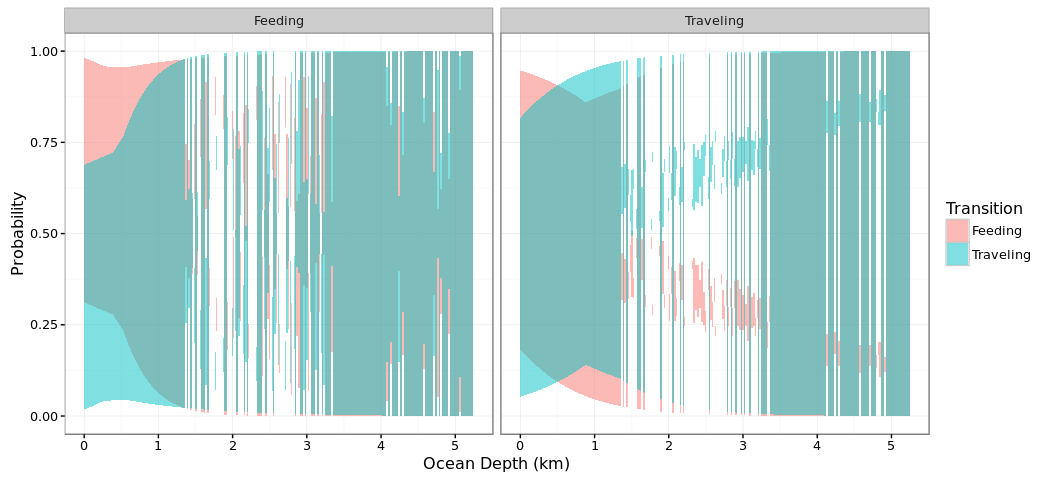 Feeding Traveling
1.00
0.75
0.50
0.25
0.00
Probability
0 1 2 3 4 5 0 1 2 3 4 5
Ocean Depth (km)
Transition
Feeding
Traveling